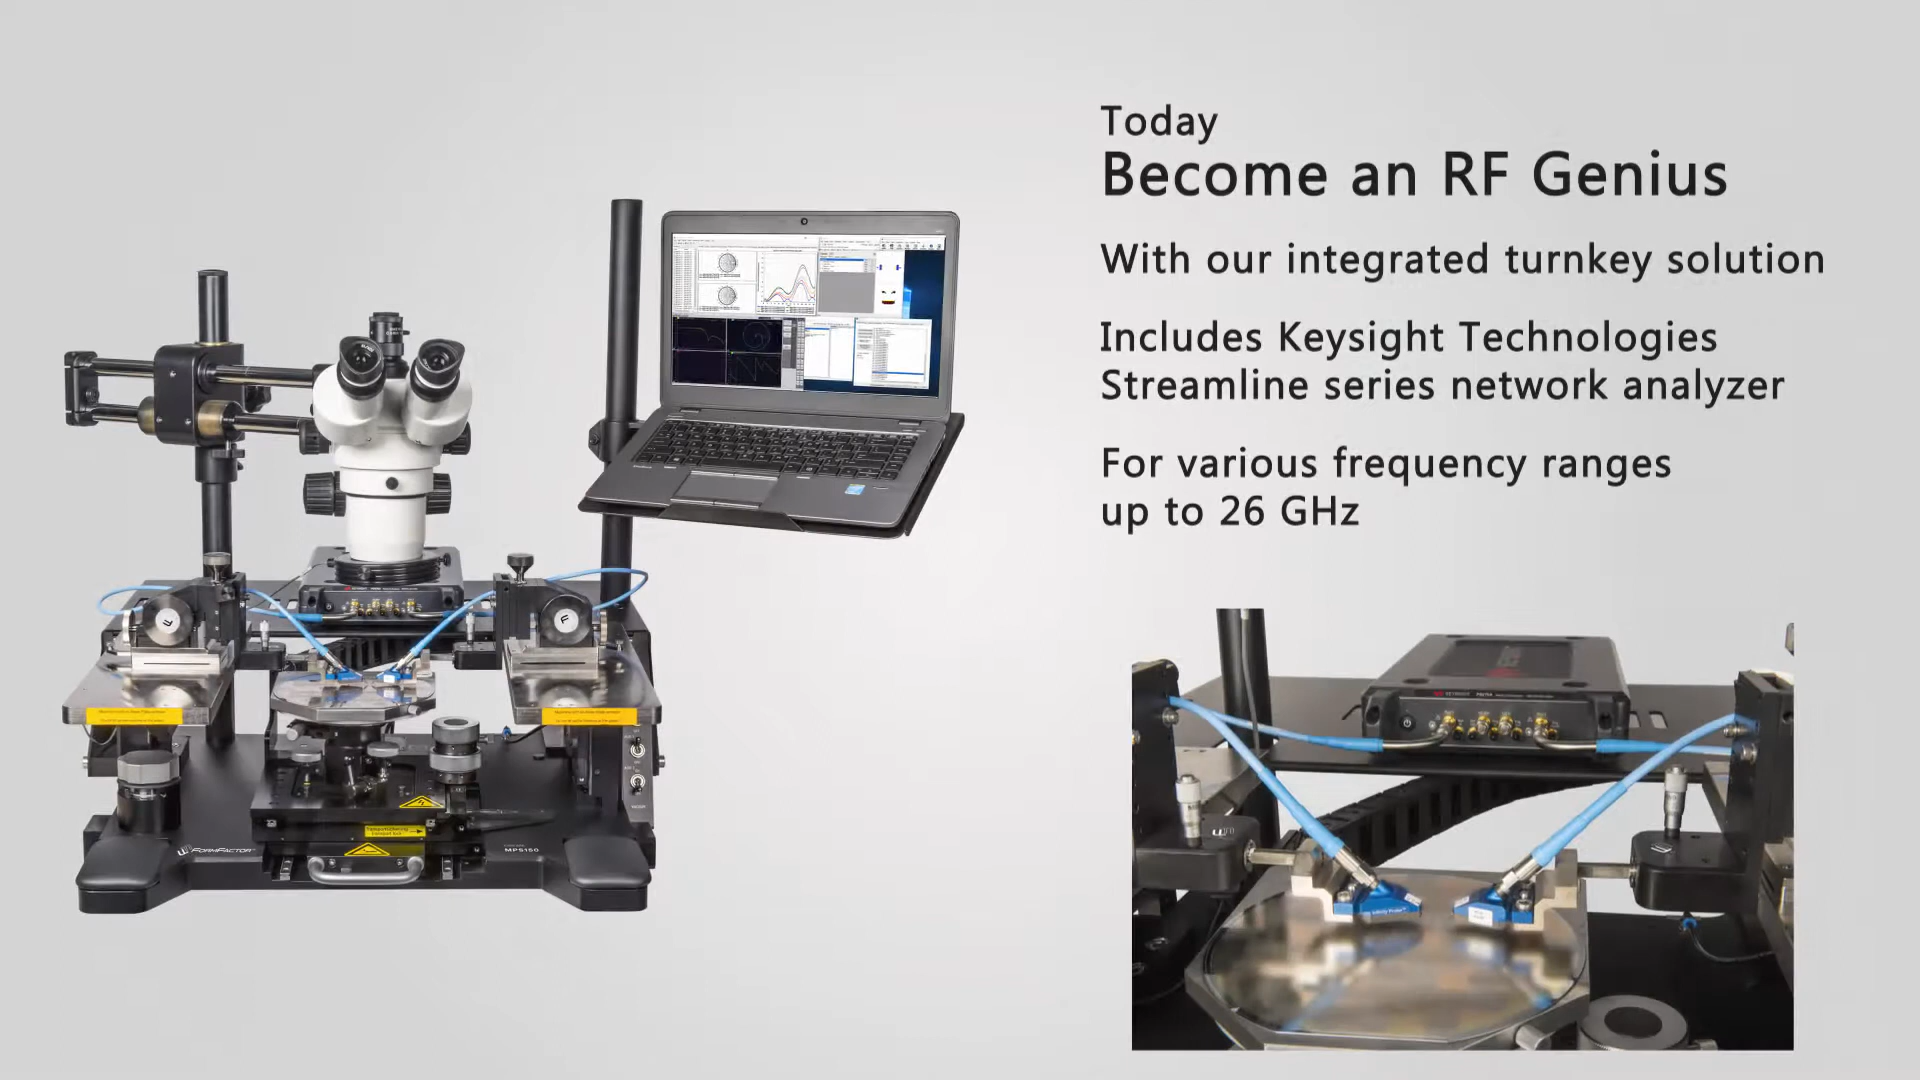 Today
Become an RF Genius
With our integrated turnkey solution
Includes Keysight Technologies
Streamline series network analyzer
For various frequency ranges
up to 26 GHz
FORMFACTOR
MPS150
KEYSIGHT